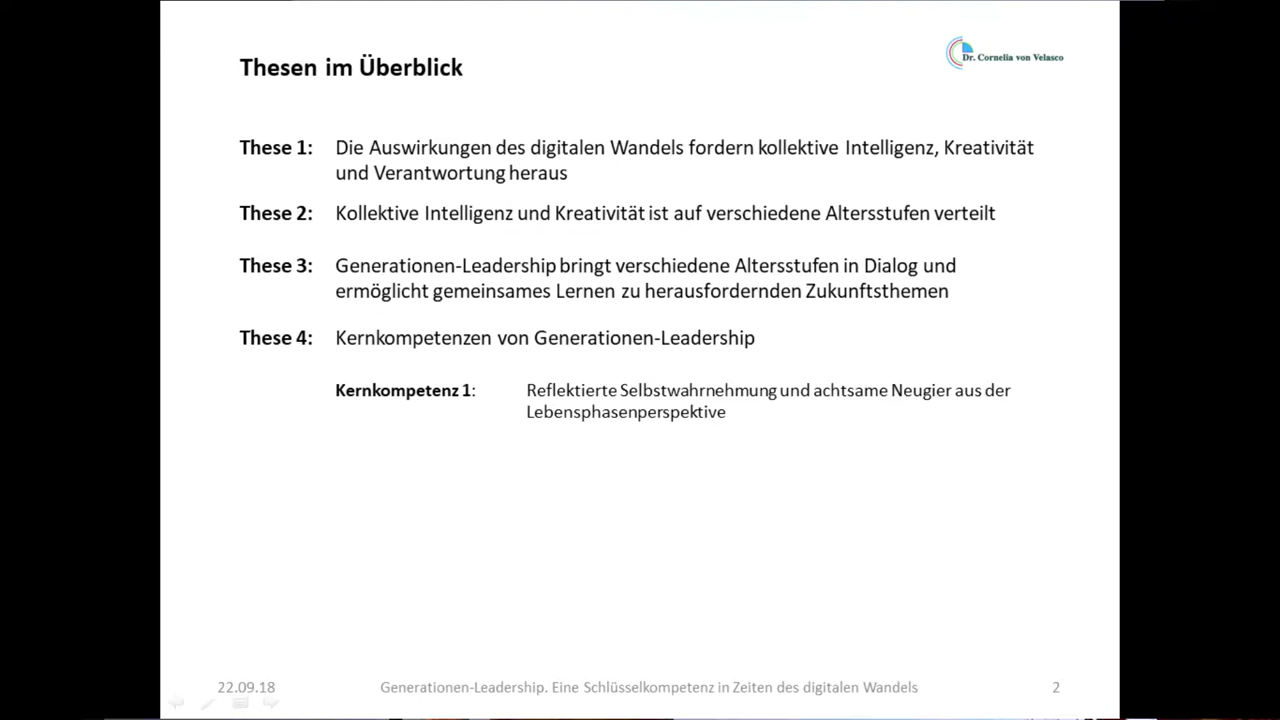 Thesen im Überblick
Dr. Cornelia von Velasco
These 1: Die Auswirkungen des digitalen Wandels fordern kollektive Intelligenz, Kreativität
und Verantwortung heraus
These 2: Kollektive Intelligenz und Kreativität ist auf verschiedene Altersstufen verteilt
These 3: Generationen-Leadership bringt verschiedene Altersstufen in Dialog und
ermöglicht gemeinsames Lernen zu herausfordernden Zukunftsthemen
These 4: Kernkompetenzen von Generationen-Leadership
Kernkompetenz 1: Reflektierte Selbstwahrnehmung und achtsame Neugier aus der
Lebensphasenperspektive
22.09.18 Generationen-Leadership. Eine Schlüsselkompetenz in Zeiten des digitalen Wandels 2